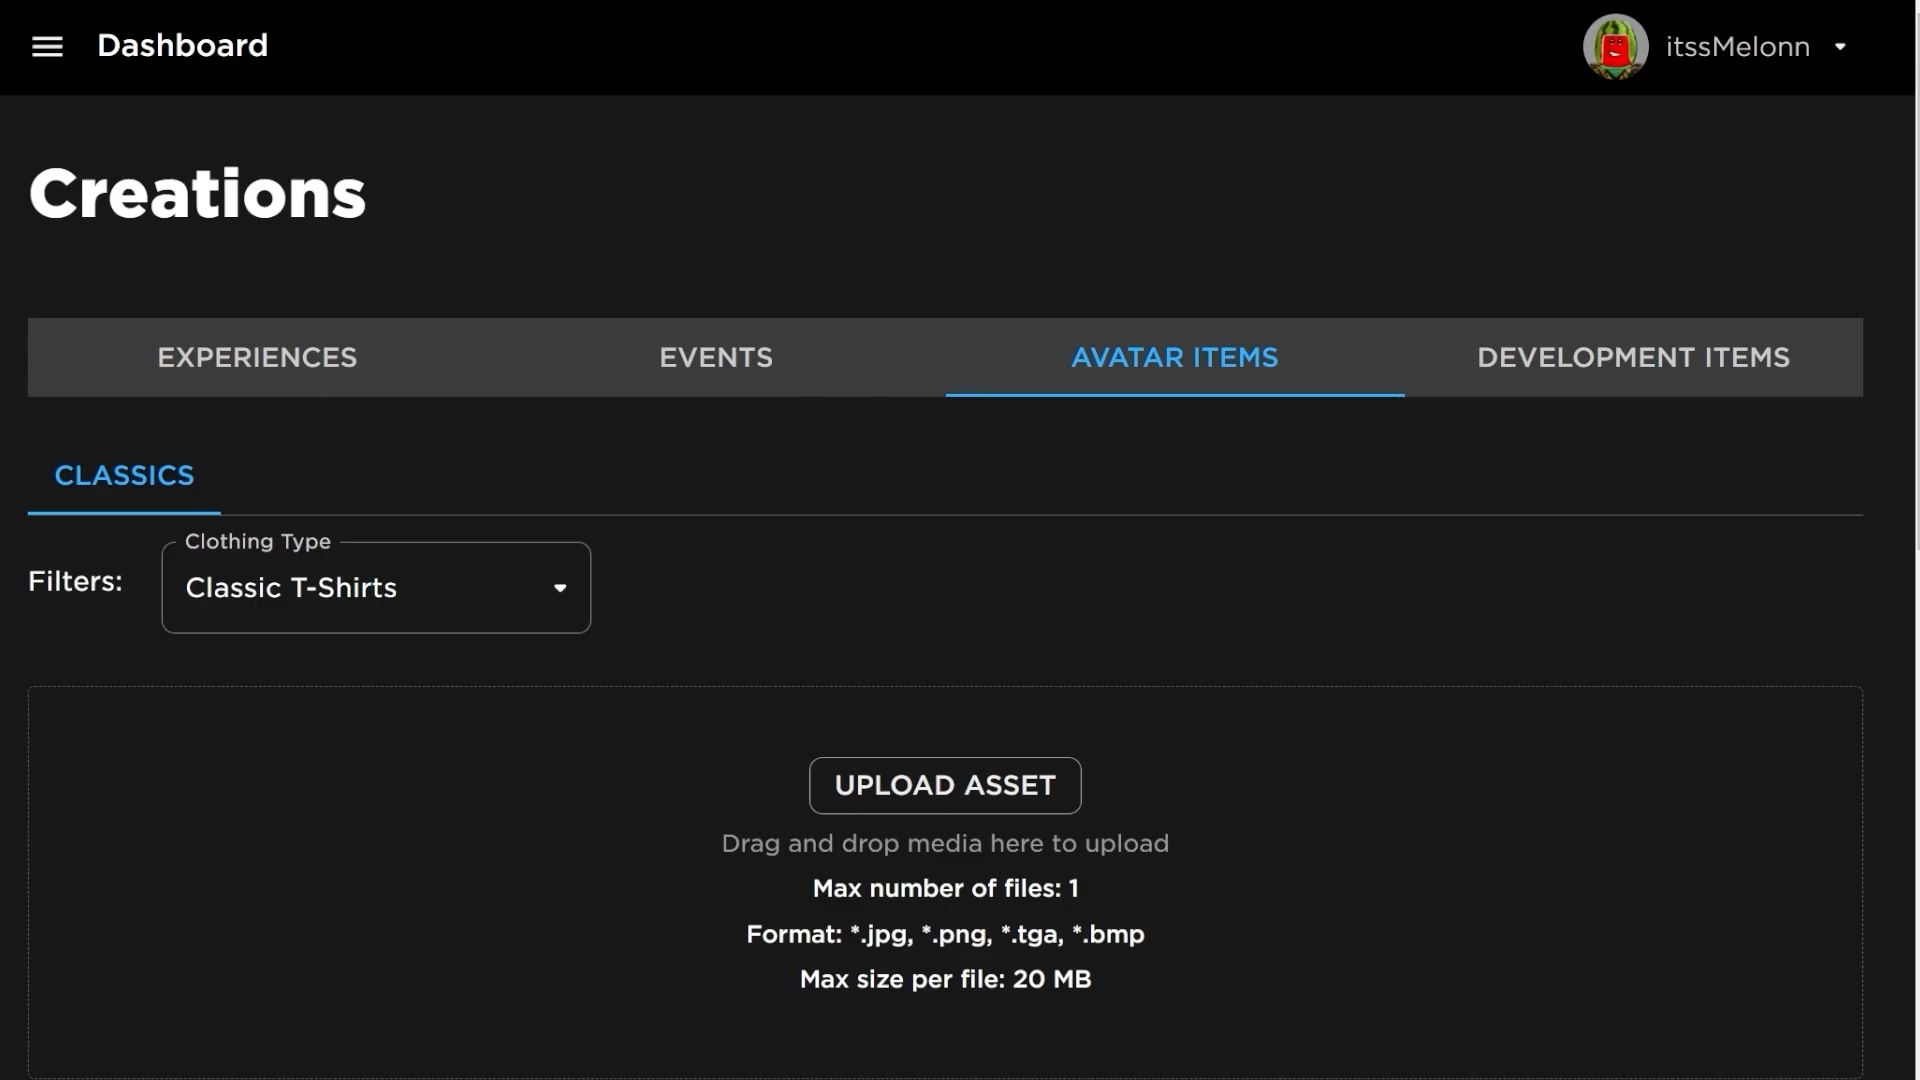 Dashboard
itssMelonn
Creations
EXPERIENCES
EVENTS
AVATAR ITEMS
DEVELOPMENT ITEMS
CLASSICS
Clothing Type
Filters:
Classic T-Shirts
UPLOAD ASSET
Drag and drop media here to upload
Max number of files: 1
Format: *.jpg, *.png, *.tga, *.bmp
Max size per file: 20 MB